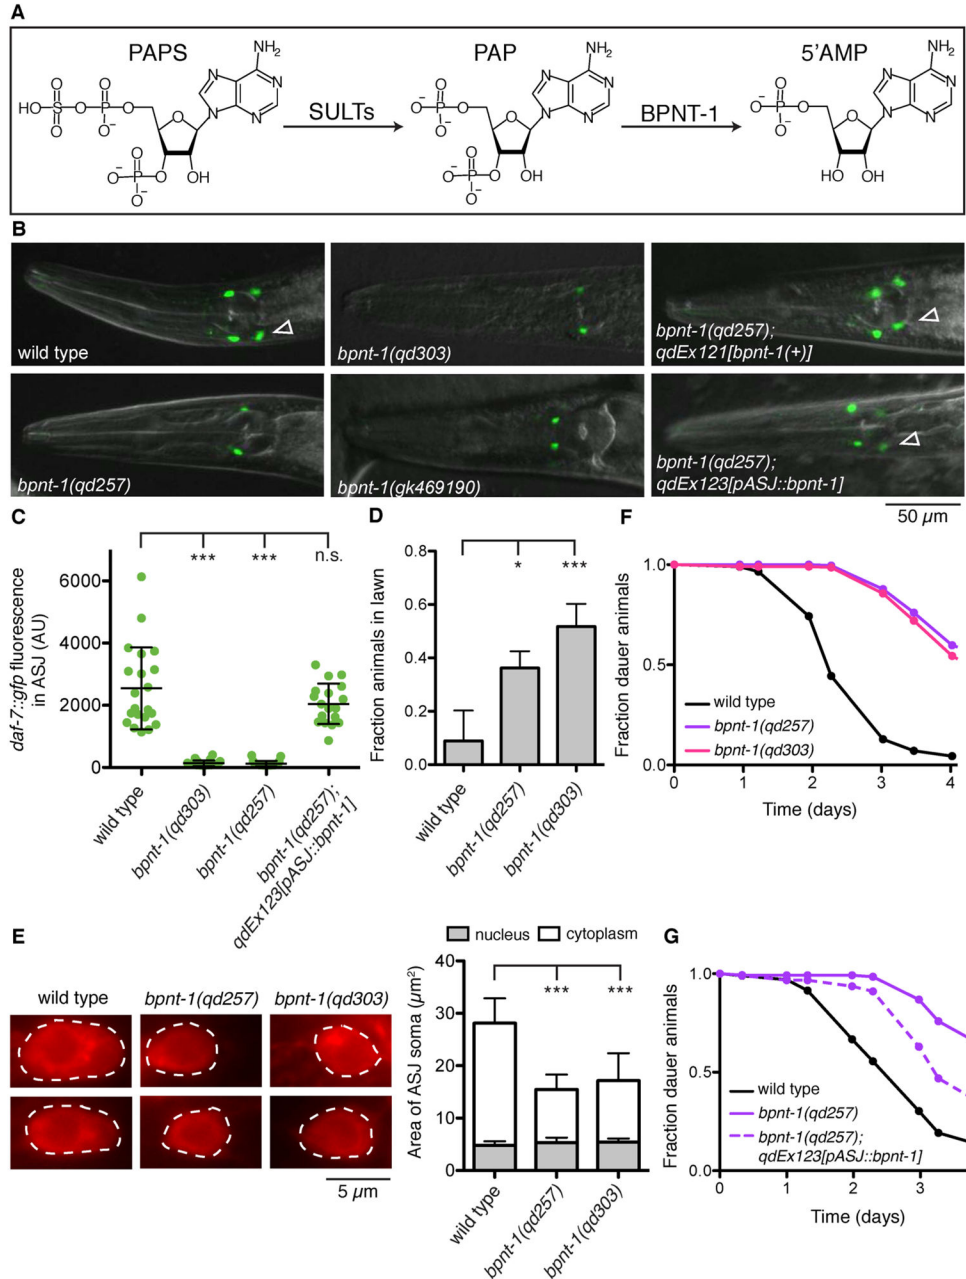 A
PAPS
PAP
5'AMP
NH2
N
N
N
N
O
HO S O P O
O O−
O
O
−O P O
O−
OH
SULTs
NH2
N
N
N
N
O
−O P O
O−
O
O
−O P O
O−
OH
BPNT-1
NH2
N
N
N
N
O
−O P O
O−
O
HO OH
B
wild type
bpnt-1(qd303)
bpnt-1(qd257);
qdEx121[bpnt-1(+)]
bpnt-1(qd257)
bpnt-1(gk469190)
bpnt-1(qd257);
qdEx123[pASJ::bpnt-1]
50 µm
C
*** *** n.s.
daf-7::gfp fluorescence
in ASJ (AU)
6000
4000
2000
0
wild type
bpnt-1(qd303)
bpnt-1(qd257)
bpnt-1(qd257);
qdEx123[pASJ::bpnt-1]
D
* ***
Fraction animals in lawn
0.8
0.6
0.4
0.2
0.0
wild type
bpnt-1(qd257)
bpnt-1(qd303)
F
Fraction dauer animals
1.0
0.5
0.0
wild type
bpnt-1(qd257)
bpnt-1(qd303)
0 1 2 3 4
Time (days)
E
wild type bpnt-1(qd257) bpnt-1(qd303)
5 µm
nucleus cytoplasm
*** ***
Area of ASJ soma (µm2)
40
30
20
10
0
wild type
bpnt-1(qd257)
bpnt-1(qd303)
G
Fraction dauer animals
1.0
0.5
0.0
wild type
bpnt-1(qd257)
bpnt-1(qd257);
qdEx123[pASJ::bpnt-1]
0 1 2 3
Time (days)